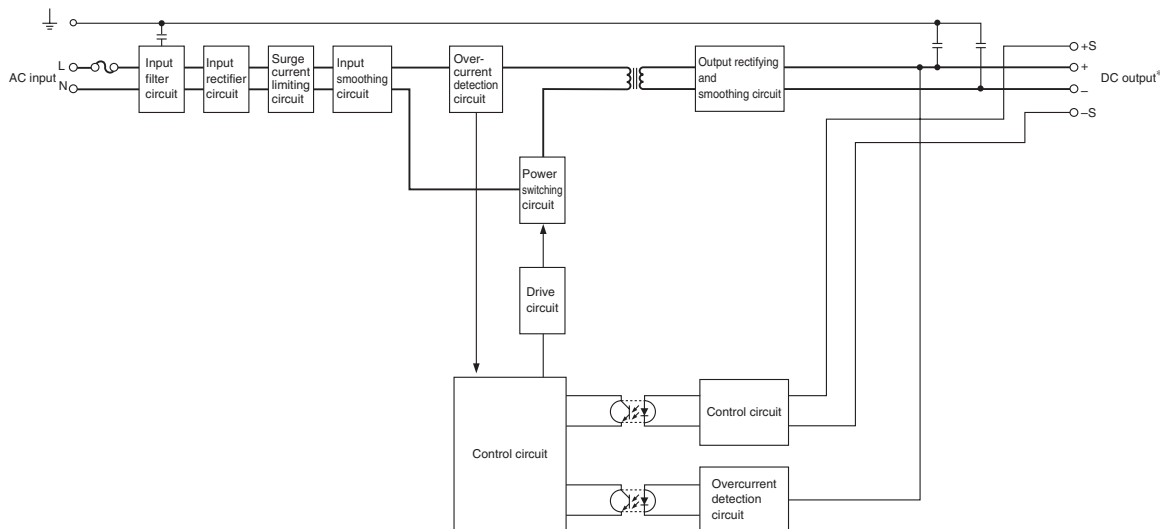 +S
L
Input
filter
circuit
Input
rectifier
circuit
Surge
current
limiting
circuit
Input
smoothing
circuit
Over-
current
detection
circuit
Output rectifying
and
smoothing circuit
+
AC input
DC output*
N
–
–S
Power
switching
circuit
Drive
circuit
Control circuit
Control circuit
Overcurrent
detection
circuit